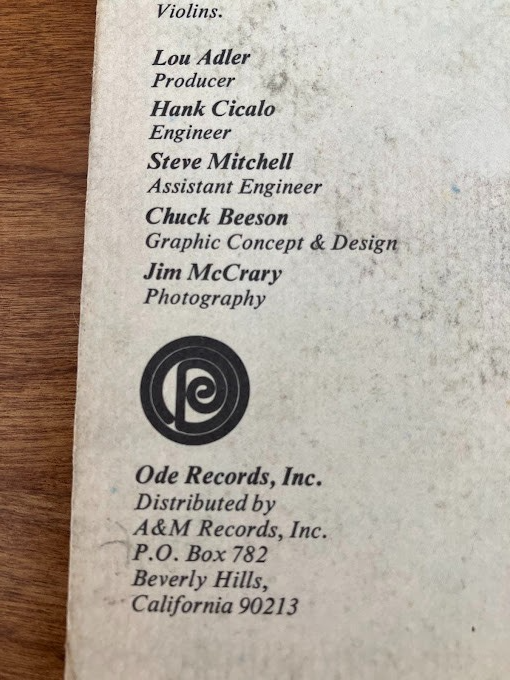 Violins.
Lou Adler
Producer
Hank Cicalo
Engineer
Steve Mitchell
Assistant Engineer
Chuck Beeson
Graphic Concept & Design
Jim McCrary
Photography
Ode Records, Inc.
Distributed by
A&M Records, Inc.
P.O. Box 782
Beverly Hills,
California 90213